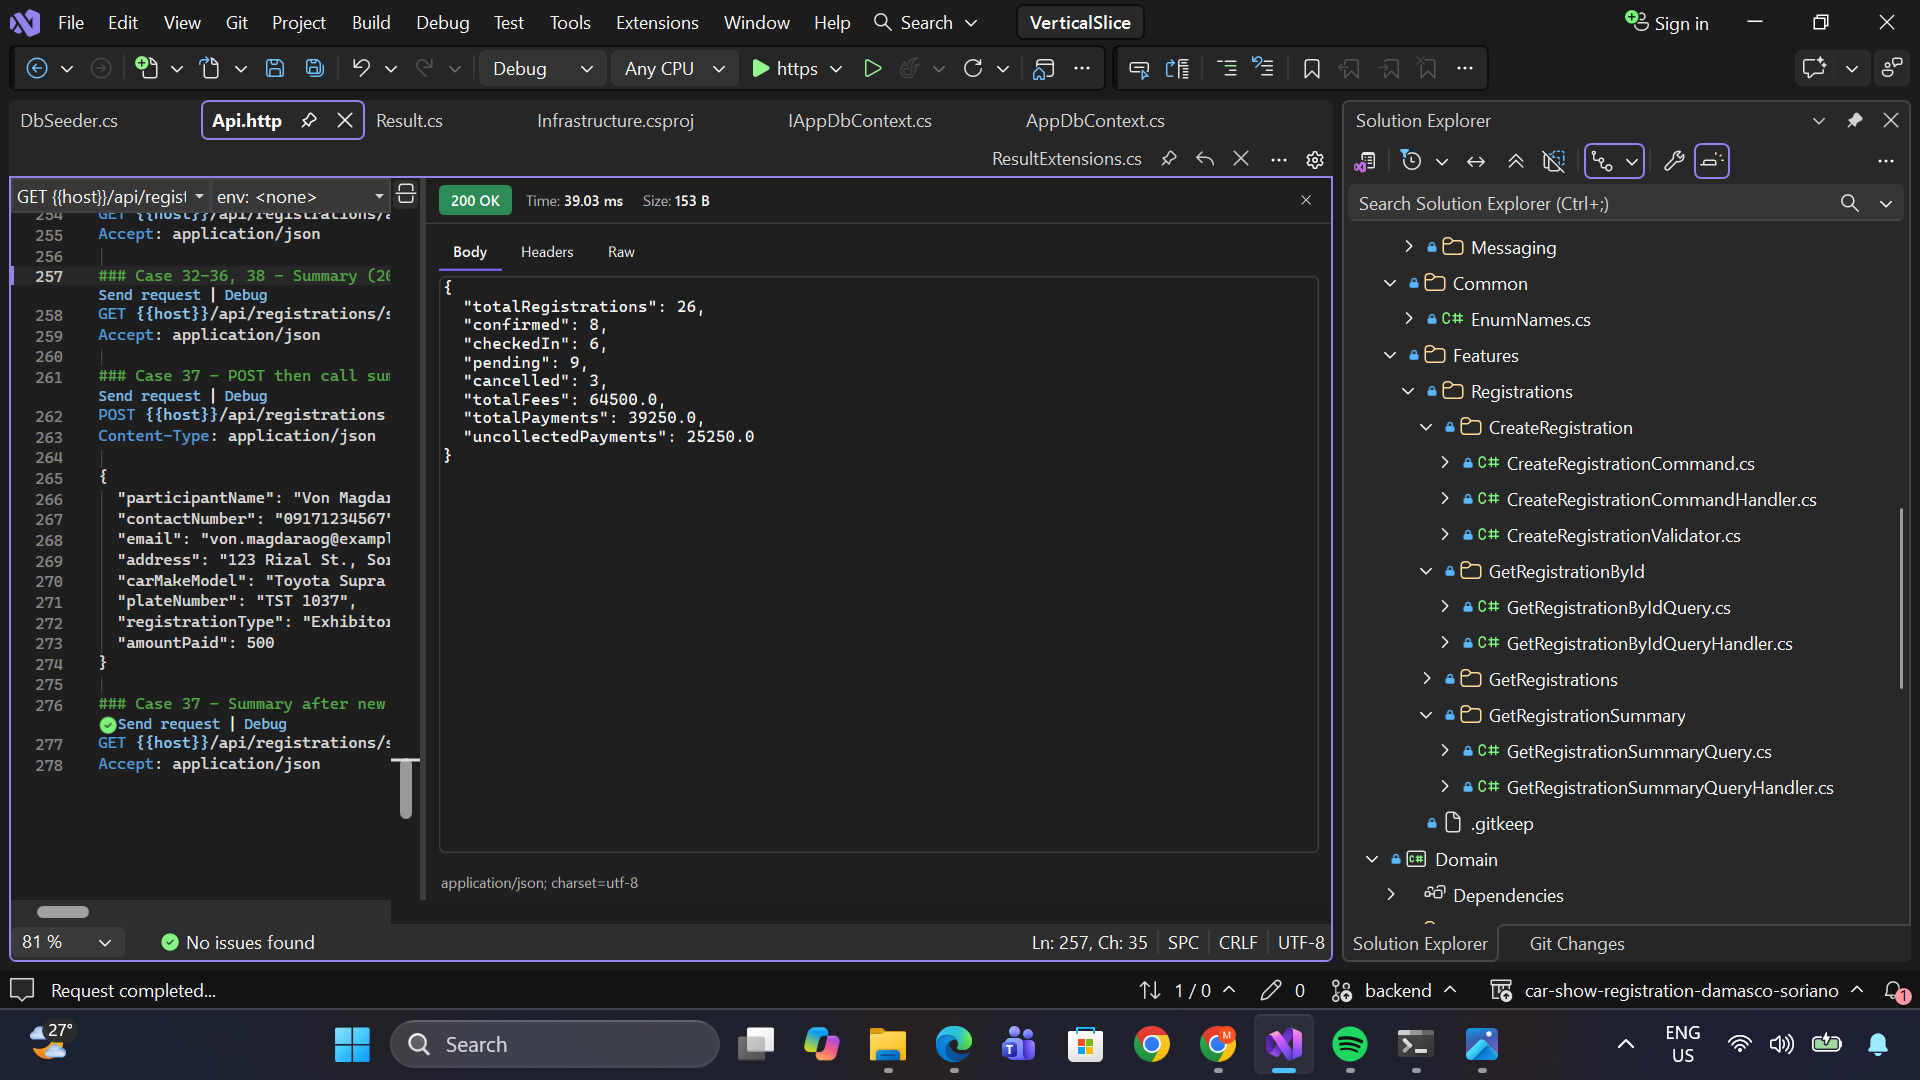 File Edit View Git Project Build Debug Test Tools Extensions Window Help Search VerticalSlice Sign in
Debug Any CPU https
DbSeeder.cs Api.http Result.cs Infrastructure.csproj IAppDbContext.cs AppDbContext.cs
ResultExtensions.cs
GET {{host}}/api/regist env: <none>
200 OK Time: 39.03 ms Size: 153 B
Body Headers Raw
{
"totalRegistrations": 26,
"confirmed": 8,
"checkedIn": 6,
"pending": 9,
"cancelled": 3,
"totalFees": 64500.0,
"totalPayments": 39250.0,
"uncollectedPayments": 25250.0
}
application/json; charset=utf-8
254 GET {{host}}/api/registrations/a
255 Accept: application/json
256
257 ### Case 32-36, 38 - Summary (20
Send request | Debug
258 GET {{host}}/api/registrations/s
259 Accept: application/json
260
261 ### Case 37 - POST then call sum
Send request | Debug
262 POST {{host}}/api/registrations
263 Content-Type: application/json
264
265 {
266 "participantName": "Von Magdar
267 "contactNumber": "09171234567"
268 "email": "von.magdaraog@exampl
269 "address": "123 Rizal St., Sor
270 "carMakeModel": "Toyota Supra
271 "plateNumber": "TST 1037",
272 "registrationType": "Exhibitor
273 "amountPaid": 500
274 }
275
276 ### Case 37 - Summary after new
Send request | Debug
277 GET {{host}}/api/registrations/s
278 Accept: application/json
81 % No issues found Ln: 257, Ch: 35 SPC CRLF UTF-8
Solution Explorer
Search Solution Explorer (Ctrl+;)
Messaging
Common
C# EnumNames.cs
Features
Registrations
CreateRegistration
C# CreateRegistrationCommand.cs
C# CreateRegistrationCommandHandler.cs
C# CreateRegistrationValidator.cs
GetRegistrationById
C# GetRegistrationByIdQuery.cs
C# GetRegistrationByIdQueryHandler.cs
GetRegistrations
GetRegistrationSummary
C# GetRegistrationSummaryQuery.cs
C# GetRegistrationSummaryQueryHandler.cs
.gitkeep
C# Domain
Dependencies
Solution Explorer Git Changes
Request completed... 1 / 0 0 backend car-show-registration-damasco-soriano 1
27° Search ENG
US